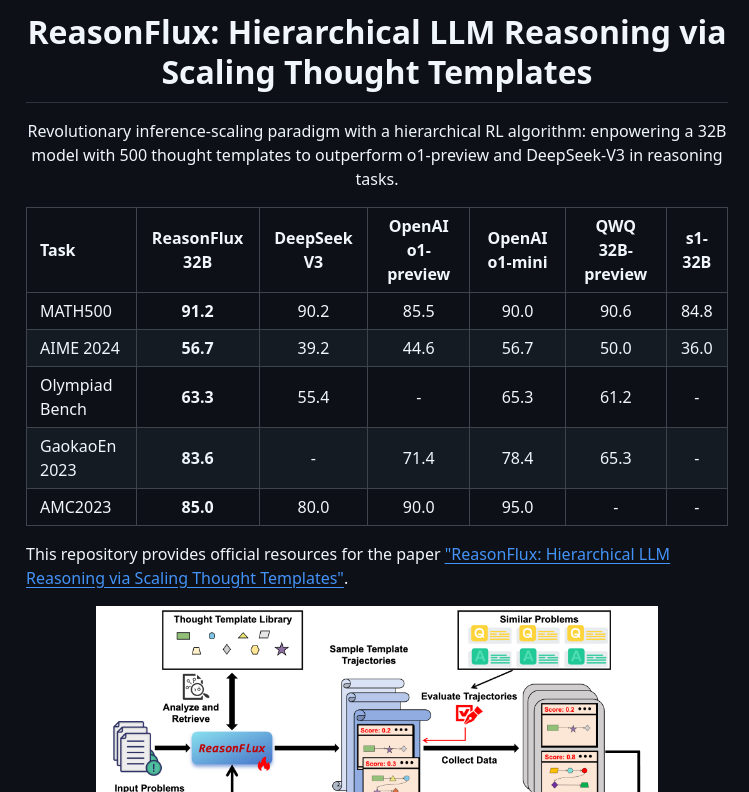 ReasonFlux: Hierarchical LLM Reasoning via
Scaling Thought Templates
Revolutionary inference-scaling paradigm with a hierarchical RL algorithm: enpowering a 32B
model with 500 thought templates to outperform o1-preview and DeepSeek-V3 in reasoning
tasks.
Task ReasonFlux 32B DeepSeek V3 OpenAI o1-preview OpenAI o1-mini QWQ 32B-preview s1-32B
MATH500 91.2 90.2 85.5 90.0 90.6 84.8
AIME 2024 56.7 39.2 44.6 56.7 50.0 36.0
Olympiad Bench 63.3 55.4 - 65.3 61.2 -
GaokaoEn 2023 83.6 - 71.4 78.4 65.3 -
AMC2023 85.0 80.0 90.0 95.0 - -
This repository provides official resources for the paper "ReasonFlux: Hierarchical LLM
Reasoning via Scaling Thought Templates".
Thought Template Library
Similar Problems
Q Q Q
A A A
Sample Template
Trajectories
Analyze and
Retrieve
Evaluate Trajectories
Score: 0.2
Score: 0.2
ReasonFlux
Collect Data
Score: 0.3
Score: 0.8
Input Problems